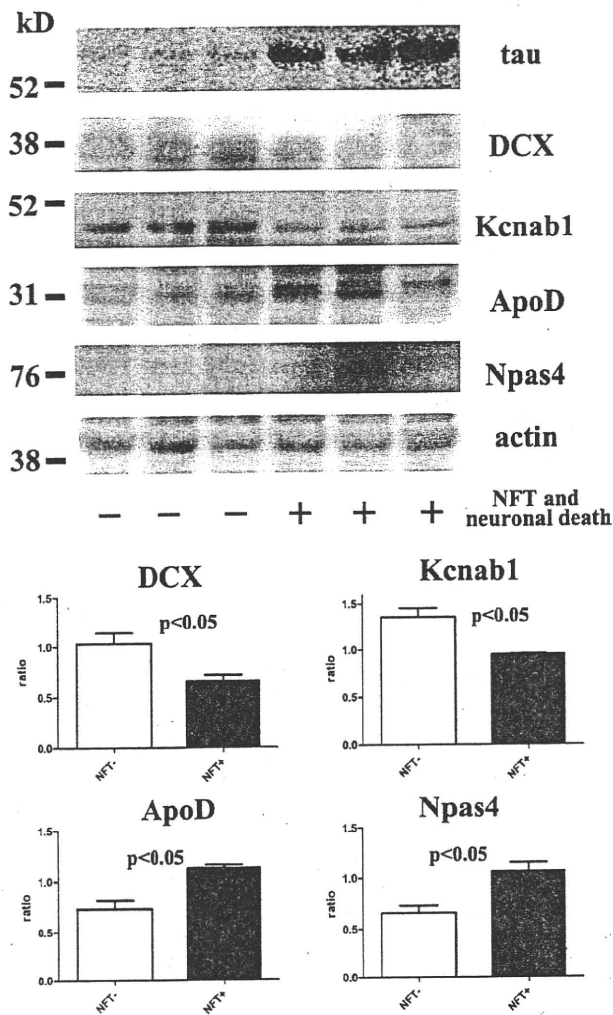 kD
tau
52
DCX
38
52
Kcnab1
31
ApoD
76
Npas4
actin
38
− − − + + + NFT and
neuronal death
DCX
Kcnab1
1.5
p<0.05
1.0
ratio
0.5
0.0
NFT-
NFT+
1.5
p<0.05
1.0
ratio
0.5
0.0
NFT-
NFT+
ApoD
Npas4
1.5
p<0.05
1.0
ratio
0.5
0.0
NFT-
NFT+
1.5
p<0.05
1.0
ratio
0.5
0.0
NFT-
NFT+